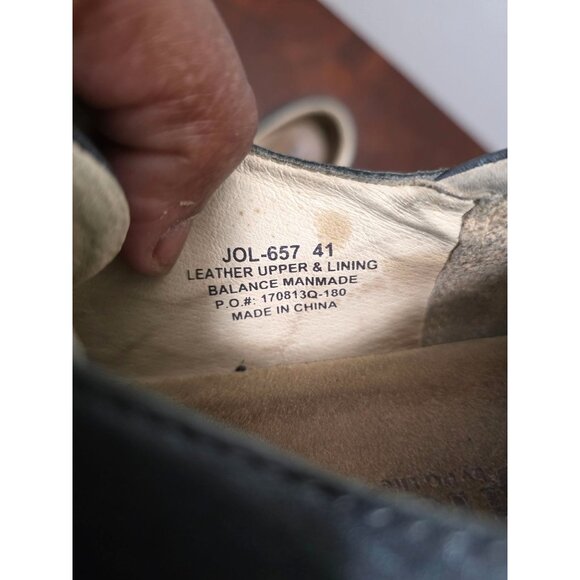 JOL-657 41
LEATHER UPPER & LINING
BALANCE MANMADE
P.O.#: 170813Q-180
MADE IN CHINA